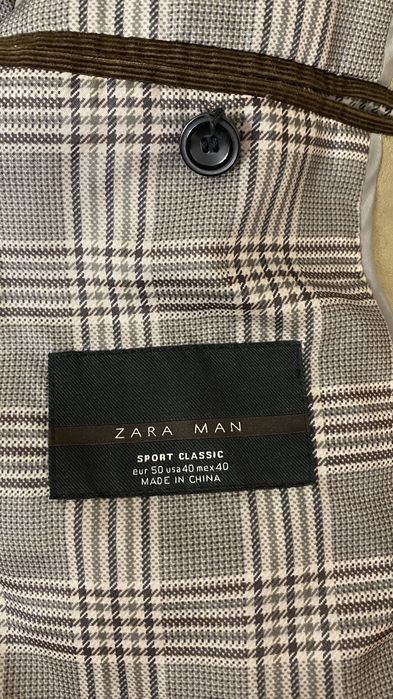 ZARA MAN
SPORT CLASSIC
eur 50 usa 40 mex 40
MADE IN CHINA